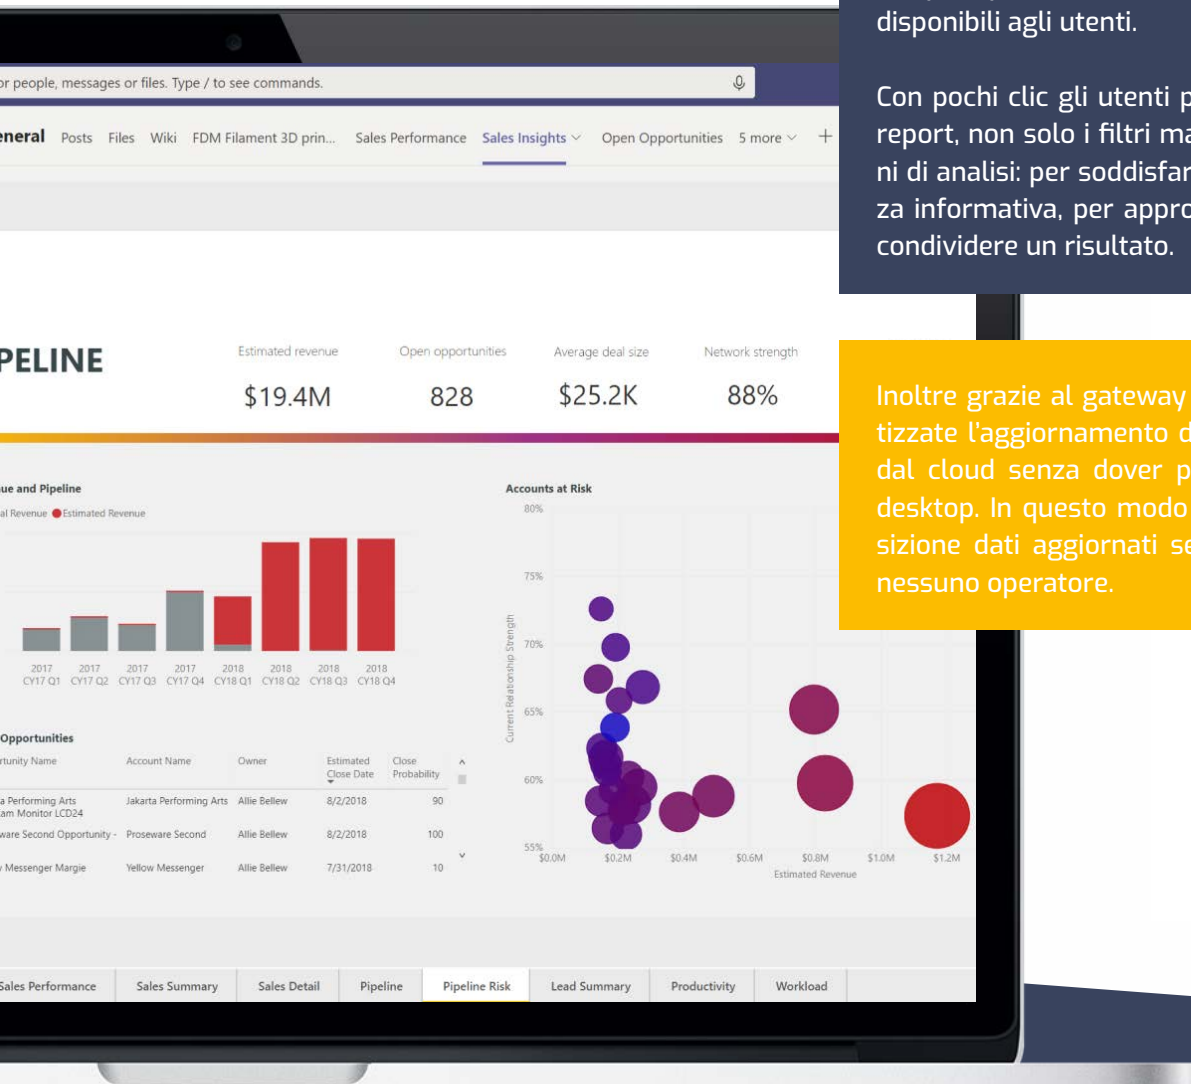 disponibili agli utenti.
Con pochi clic gli utenti
report, non solo i filtri
ni di analisi: per
za informativa, per
condividere un risultato.
Inoltre grazie al gateway
tizzate l'aggiornamento
dal cloud senza dover
desktop. In questo modo
sizione dati aggiornati
nessuno operatore.
people, messages or files. Type / to see commands.
Posts Files Wiki FDM Filament 3D prin... Sales Performance Sales Insights Open Opportunities 5 more +
PELINE
Estimated revenue Open opportunities Average deal size Network strength
$19.4M 828 $25.2K 88%
ue and Pipeline
al Revenue Estimated Revenue
2017 2017 2017 2017 2018 2018 2018 2018
CY17 Q1 CY17 Q2 CY17 Q3 CY17 Q4 CY18 Q1 CY18 Q2 CY18 Q3 CY18 Q4
Accounts at Risk
80%
75%
70%
65%
60%
55%
Current Relationship Strength
$0.0M $0.2M $0.4M $0.6M $0.8M $1.0M $1.2M
Estimated Revenue
Opportunities
rtunity Name Account Name Owner Estimated Close Date Close Probability
a Performing Arts Jakarta Performing Arts Allie Bellew 8/2/2018 90
am Monitor LCD24
ware Second Opportunity - Proseware Second Allie Bellew 8/2/2018 100
Messenger Margie Yellow Messenger Allie Bellew 7/31/2018 10
Sales Performance Sales Summary Sales Detail Pipeline Pipeline Risk Lead Summary Productivity Workload